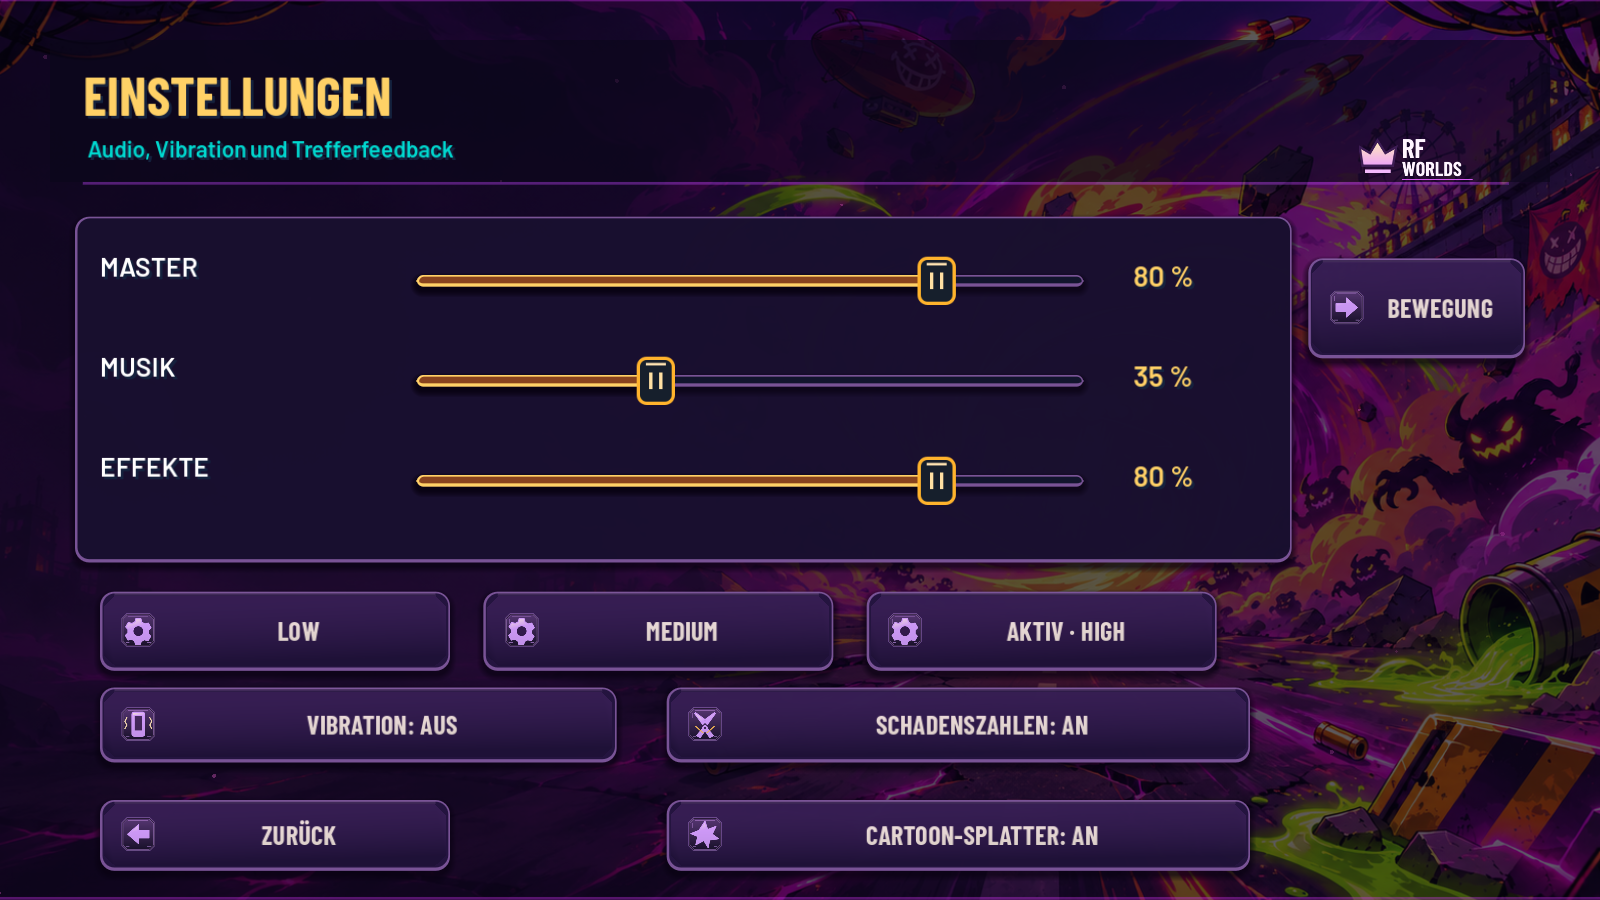 EINSTELLUNGEN
Audio, Vibration und Trefferfeedback
RF
WORLDS
MASTER
80 %
BEWEGUNG
MUSIK
35 %
EFFEKTE
80 %
LOW
MEDIUM
AKTIV · HIGH
VIBRATION: AUS
SCHADENSZAHLEN: AN
ZURÜCK
CARTOON-SPLATTER: AN